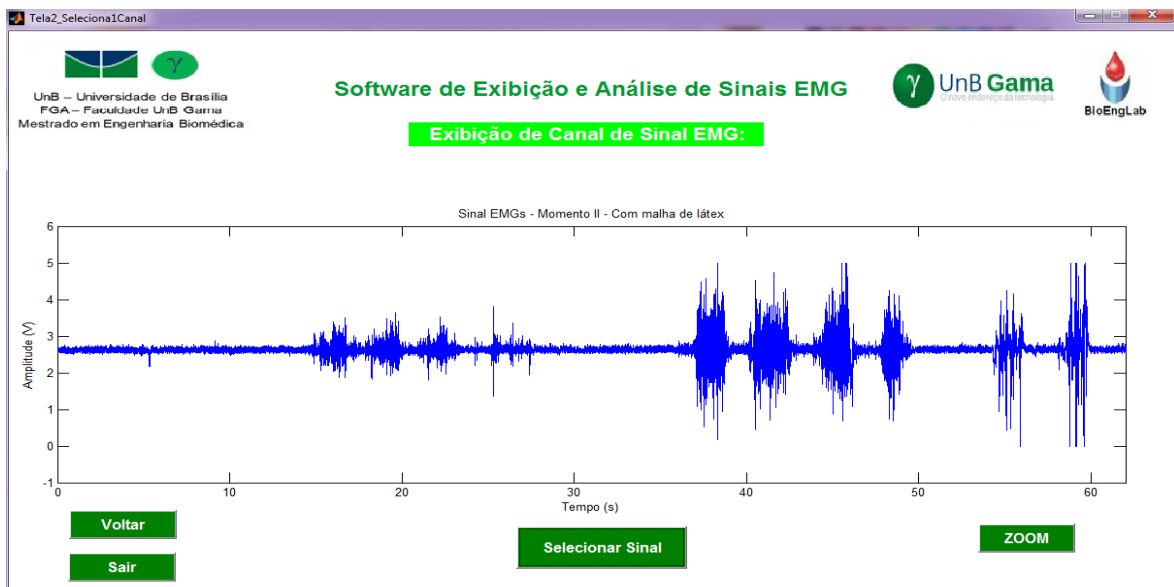 Tela2_Seleciona1Canal
γ
UnB – Universidade de Brasília
FGA – Faculdade UnB Gama
Mestrado em Engenharia Biomédica
Software de Exibição e Análise de Sinais EMG
Exibição de Canal de Sinal EMG:
γ UnB Gama
O novo endereço da tecnologia
BioEngLab
Sinal EMGs - Momento II - Com malha de látex
Amplitude (V)
6
5
4
3
2
1
0
-1
0 10 20 30 40 50 60
Tempo (s)
Voltar
Sair
Selecionar Sinal
ZOOM